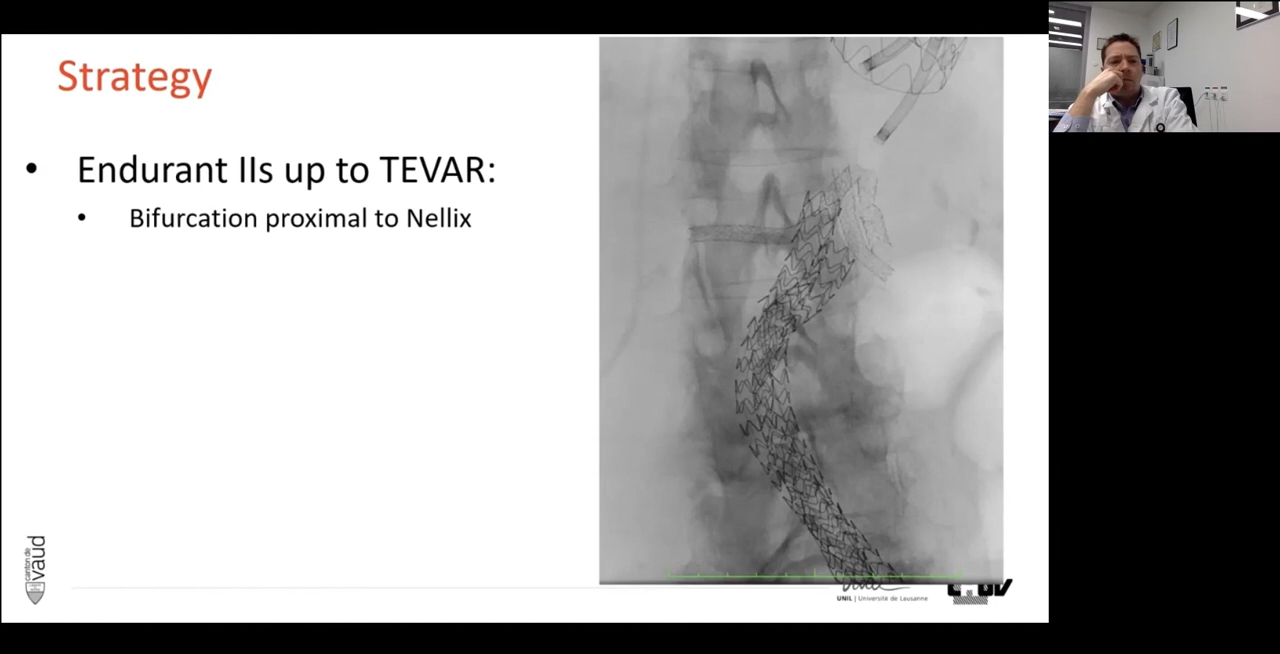 Strategy
• Endurant IIs up to TEVAR:
• Bifurcation proximal to Nellix
canton de
vaud
UNIL | Université de Lausanne